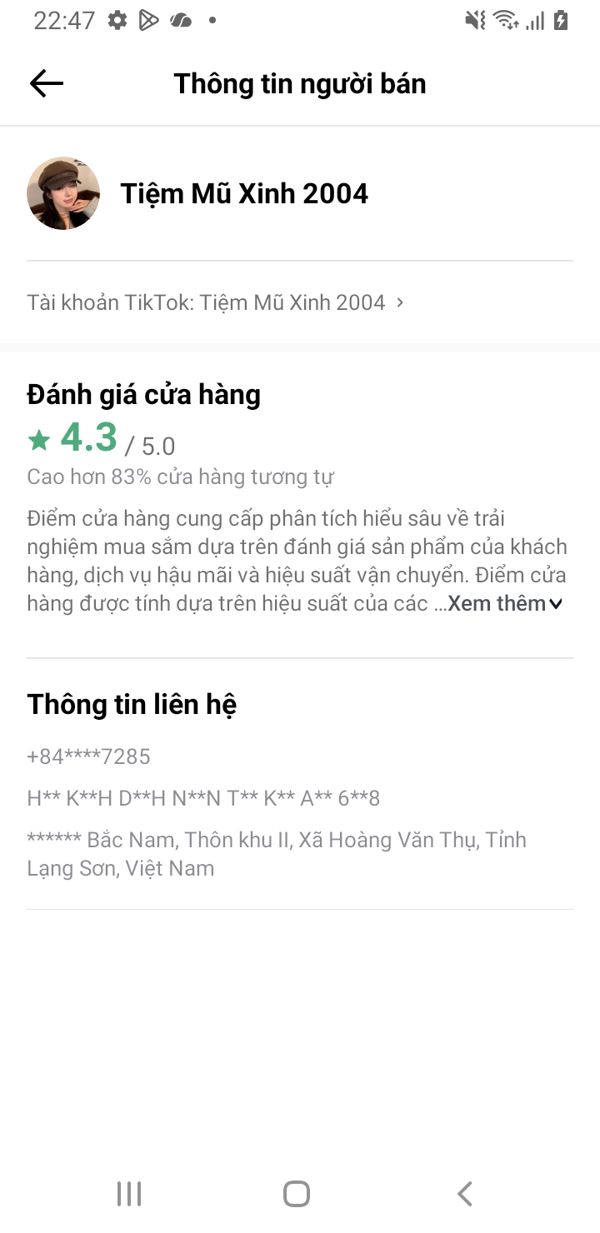 22:47
Thông tin người bán
Tiệm Mũ Xinh 2004
Tài khoản TikTok: Tiệm Mũ Xinh 2004 >
Đánh giá cửa hàng
★ 4.3 / 5.0
Cao hơn 83% cửa hàng tương tự
Điểm cửa hàng cung cấp phân tích hiểu sâu về trải
nghiệm mua sắm dựa trên đánh giá sản phẩm của khách
hàng, dịch vụ hậu mãi và hiệu suất vận chuyển. Điểm cửa
hàng được tính dựa trên hiệu suất của các ...Xem thêm
Thông tin liên hệ
+84****7285
H** K**H D**H N**N T** K** A** 6**8
****** Bắc Nam, Thôn khu II, Xã Hoàng Văn Thụ, Tỉnh
Lạng Sơn, Việt Nam